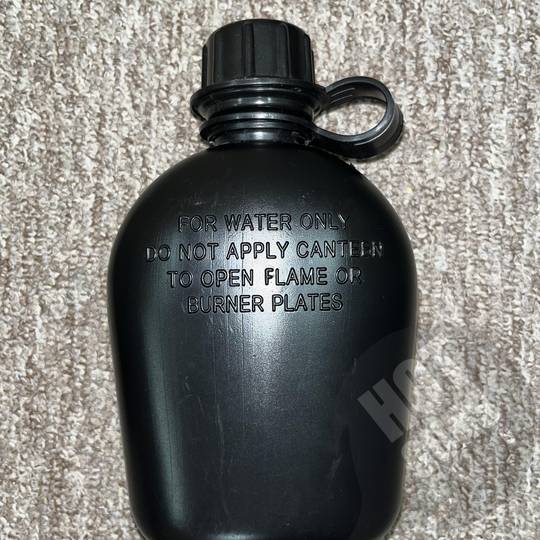 FOR WATER ONLY
DO NOT APPLY CANTEEN
TO OPEN FLAME OR
BURNER PLATES